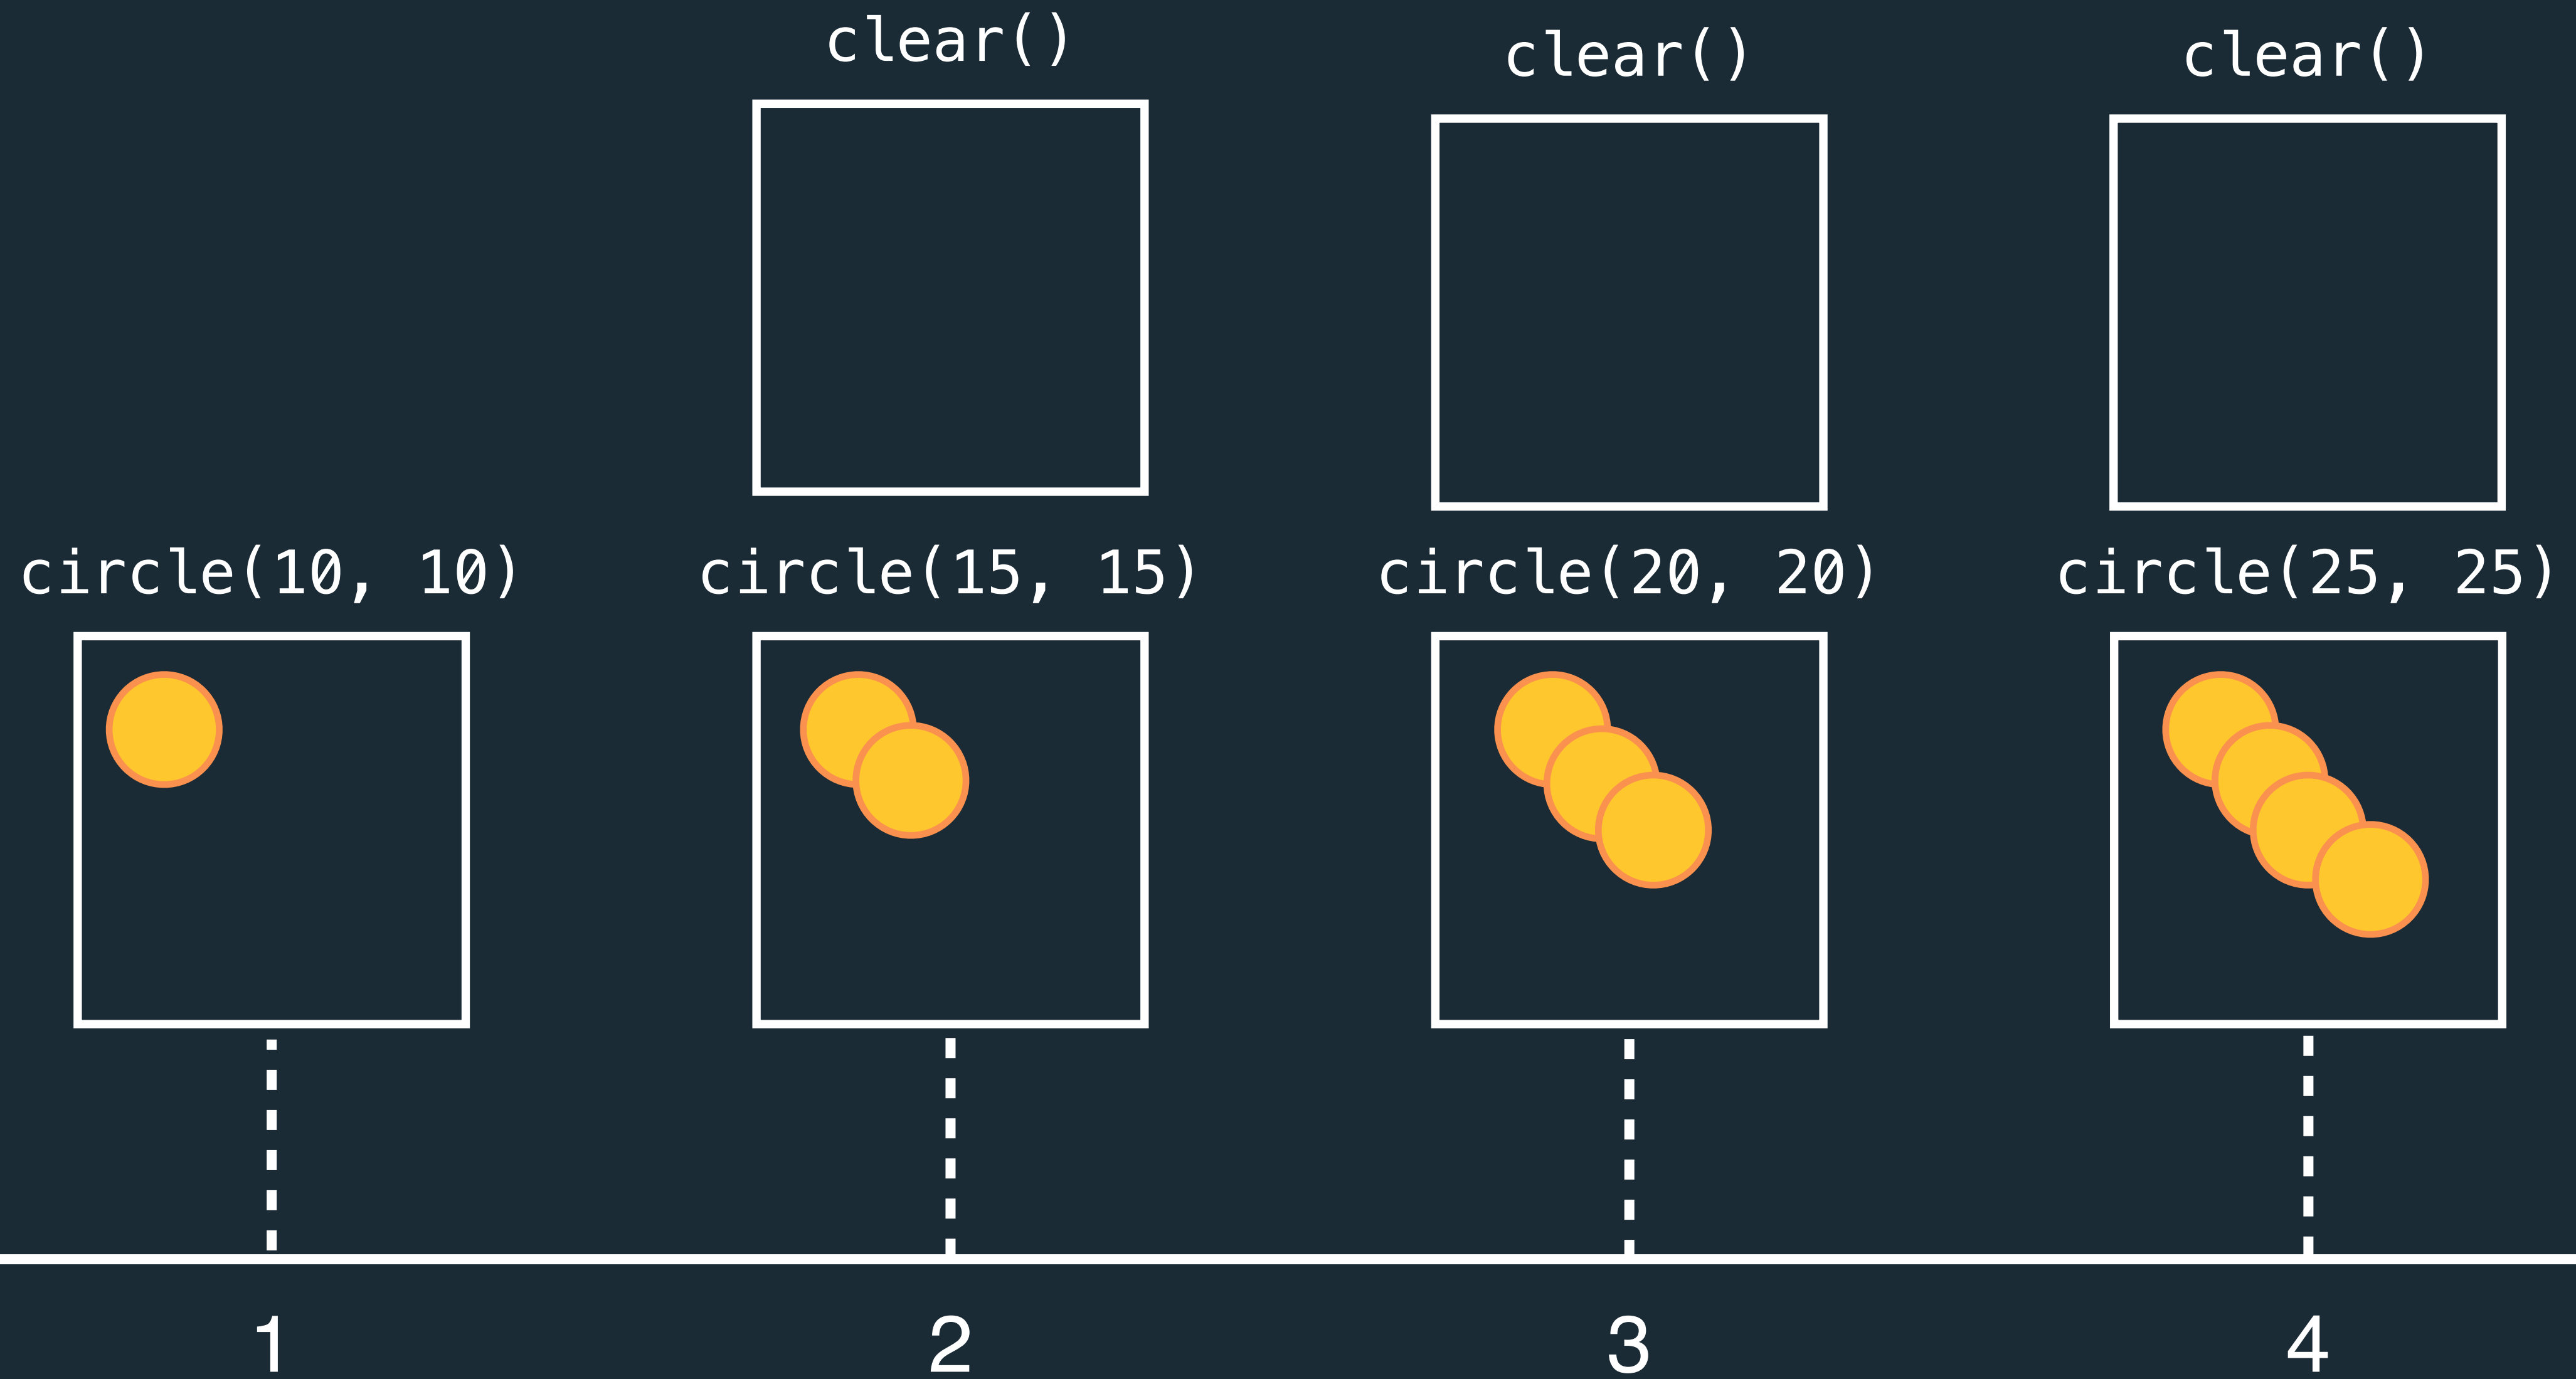 clear()
clear()
clear()
circle(10, 10)
circle(15, 15)
circle(20, 20)
circle(25, 25)
1
2
3
4